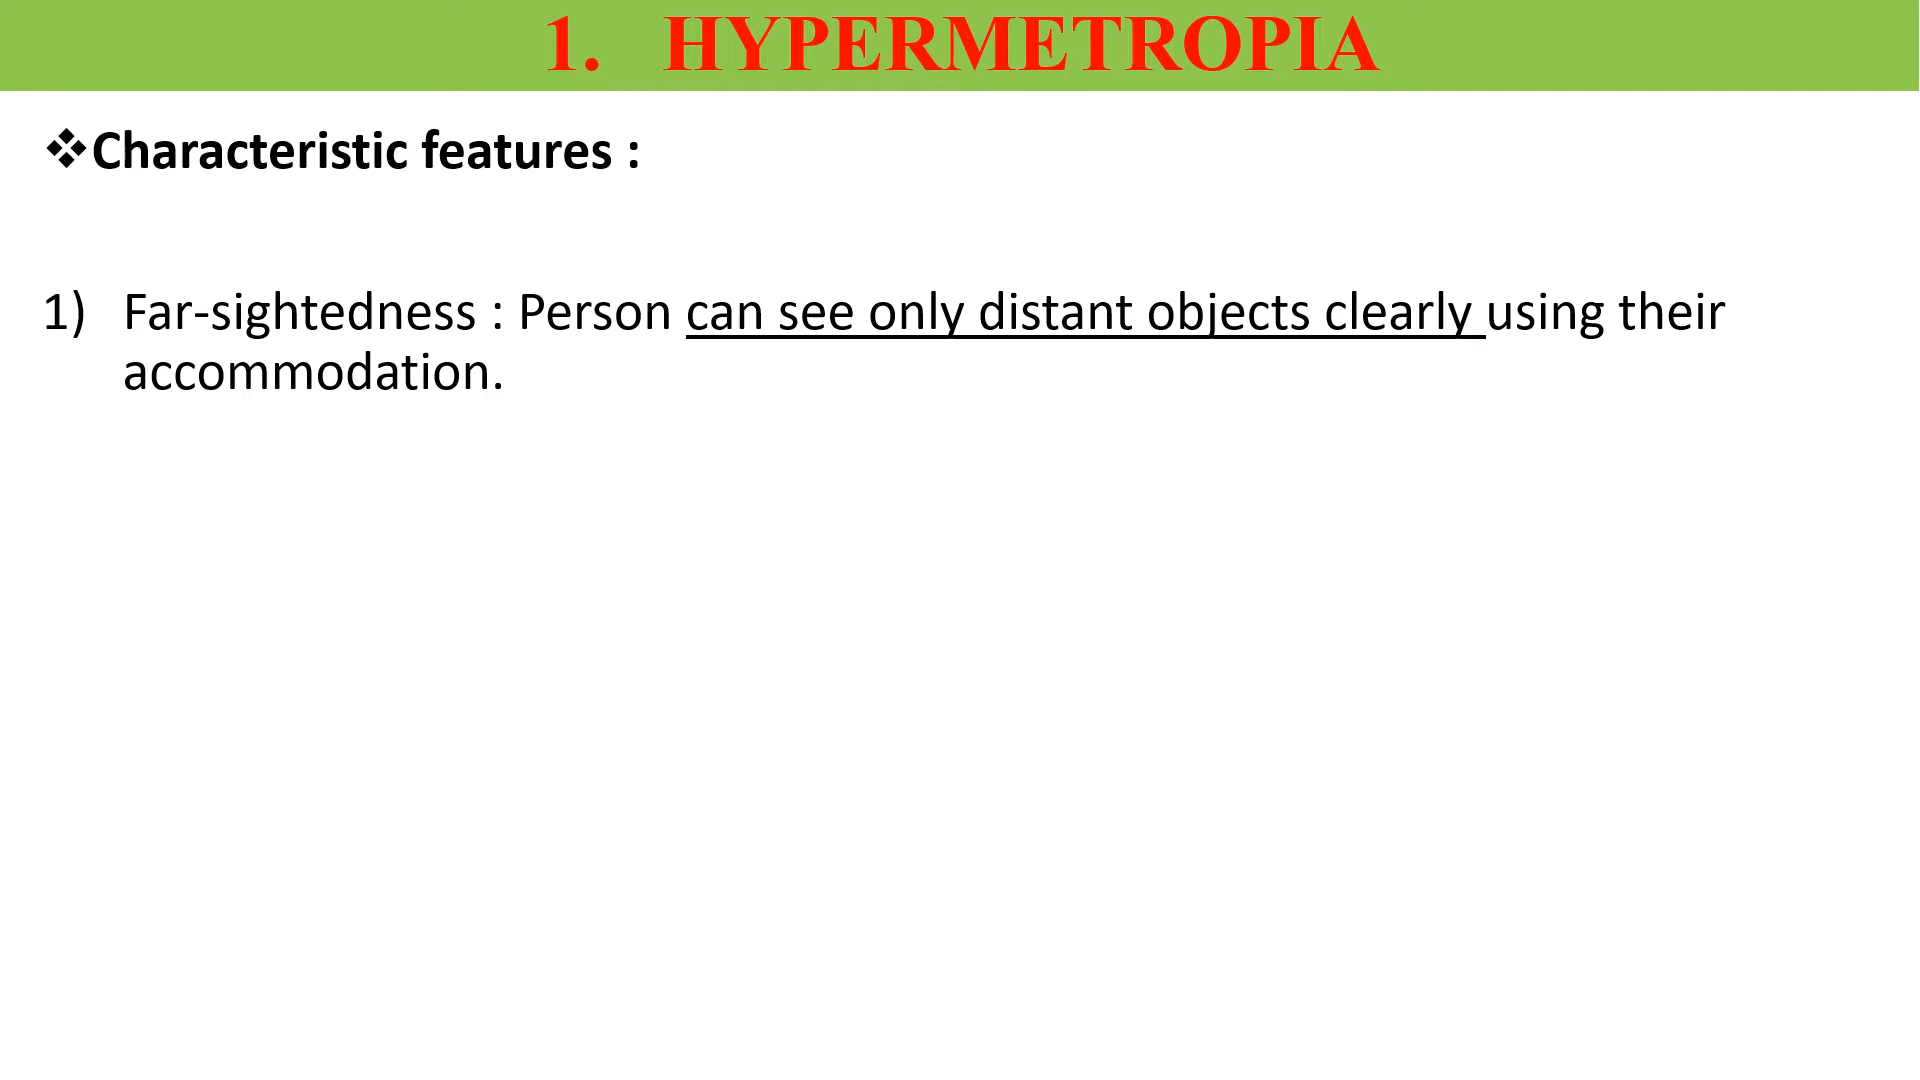 1. HYPERMETROPIA
❖Characteristic features :
1) Far-sightedness : Person can see only distant objects clearly using their
accommodation.